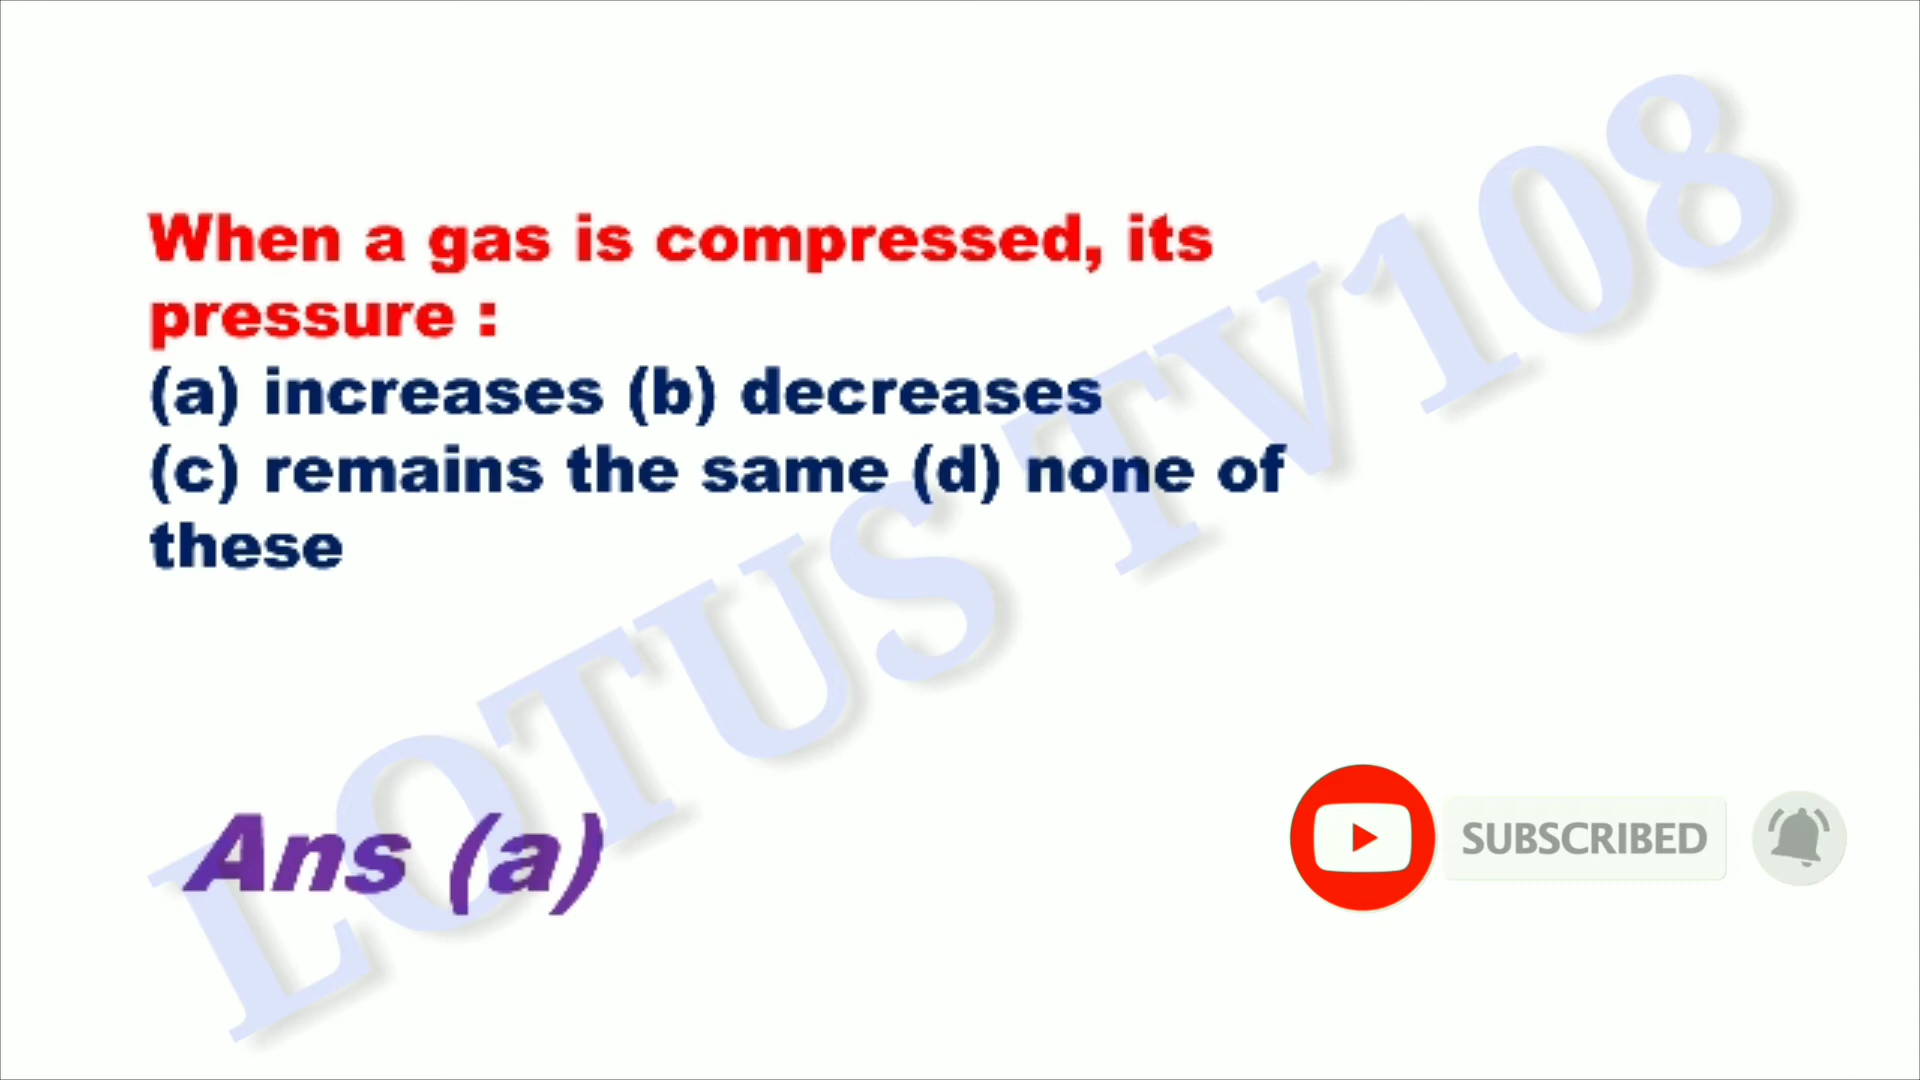 When a gas is compressed, its
pressure :
(a) increases (b) decreases
(c) remains the same (d) none of
these
Ans (a)
SUBSCRIBED
LOTUS TV108